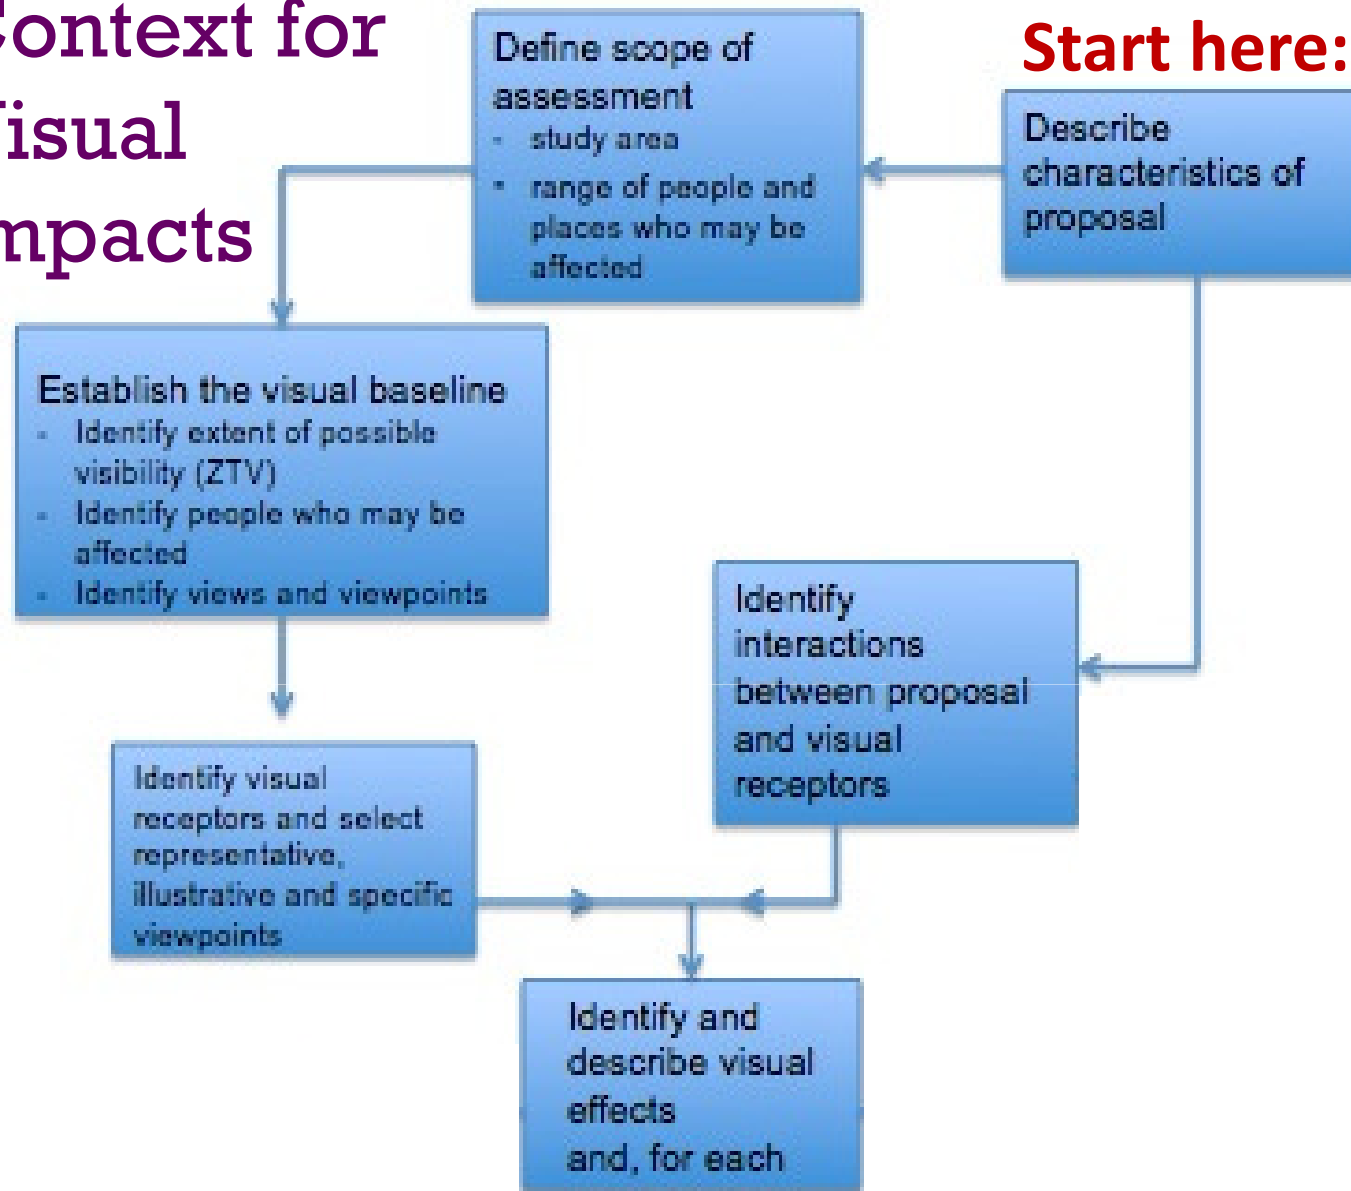 Context for
Visual
mpacts
Start here:
Describe
characteristics of
proposal
Define scope of
assessment
- study area
- range of people and
places who may be
affected
Establish the visual baseline
- Identify extent of possible
visibility (ZTV)
- Identify people who may be
affected
- Identify views and viewpoints
Identify visual
receptors and select
representative,
illustrative and specific
viewpoints
Identify
interactions
between proposal
and visual
receptors
Identify and
describe visual
effects
and, for each